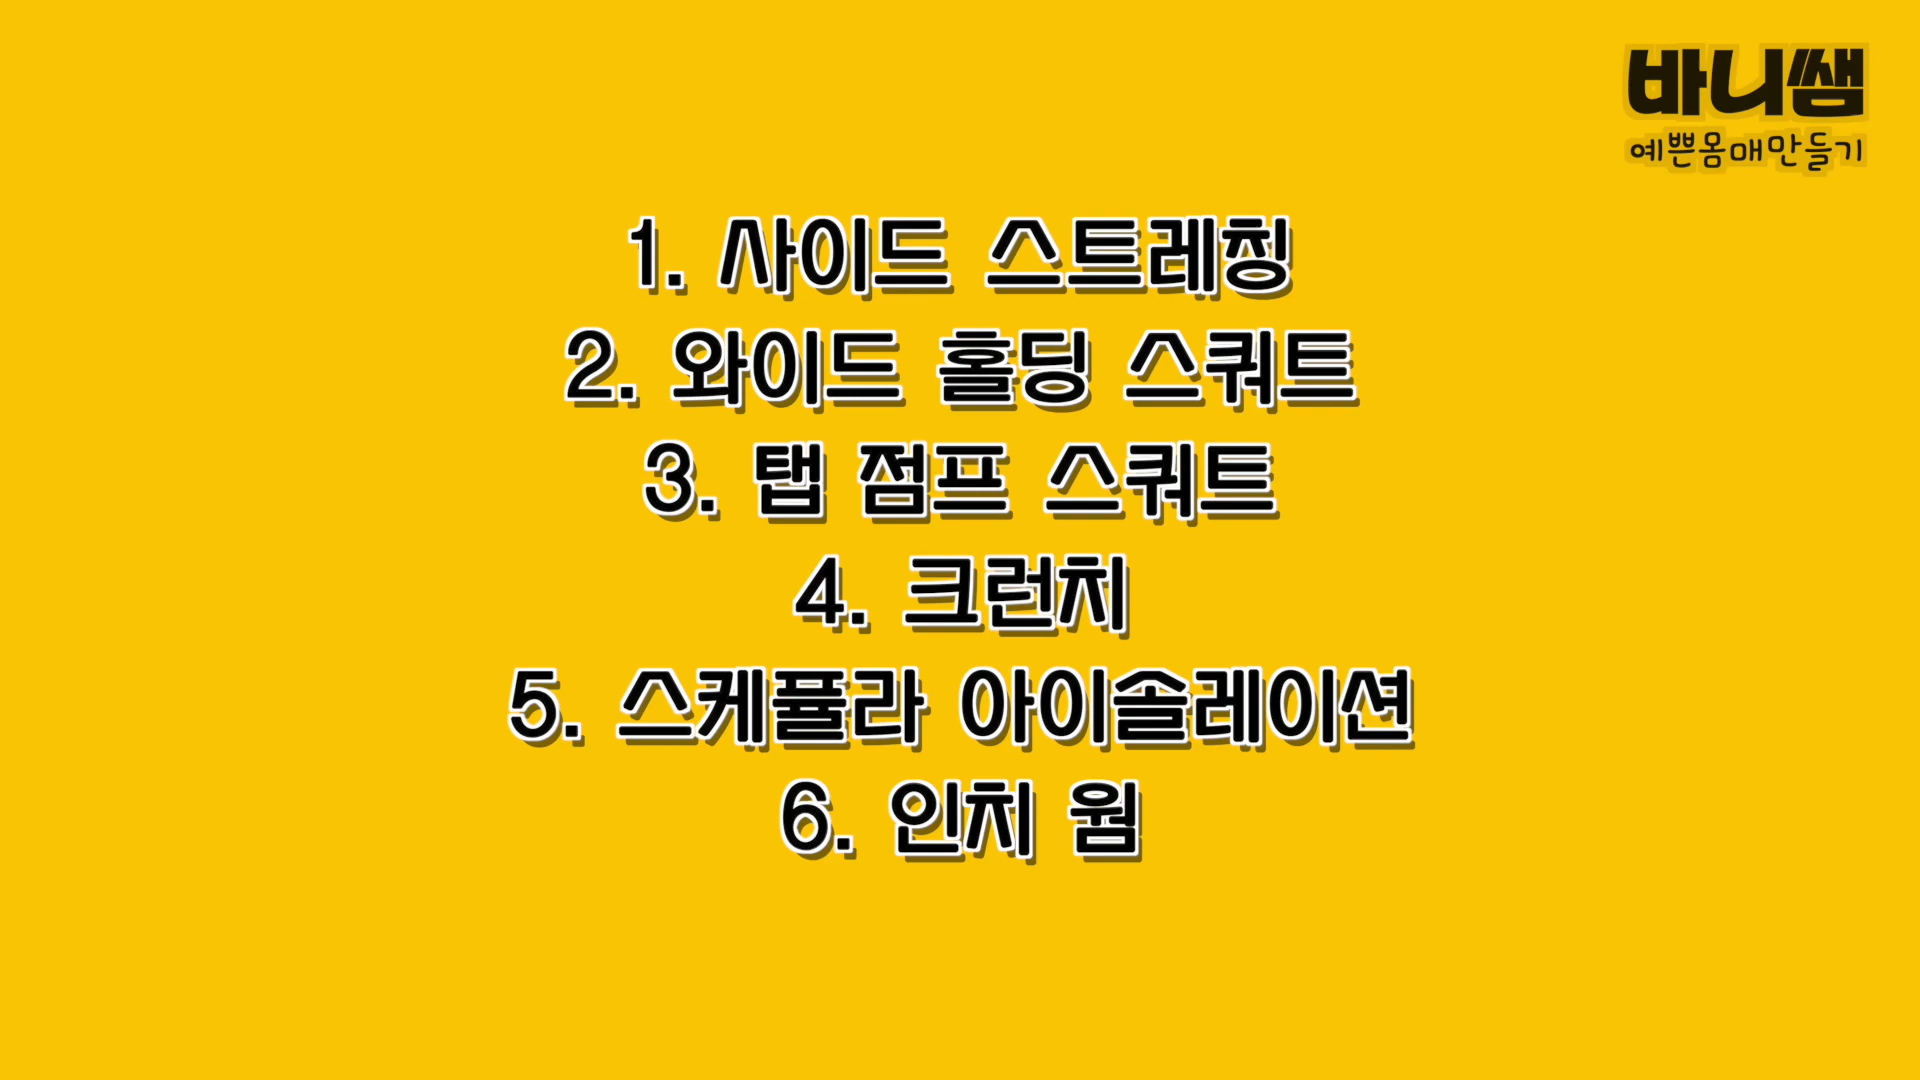 바니쌤
예쁜몸매만들기
1. 사이드 스트레칭
2. 와이드 홀딩 스쿼트
3. 탭 점프 스쿼트
4. 크런치
5. 스케퓰라 아이솔레이션
6. 인치 웜